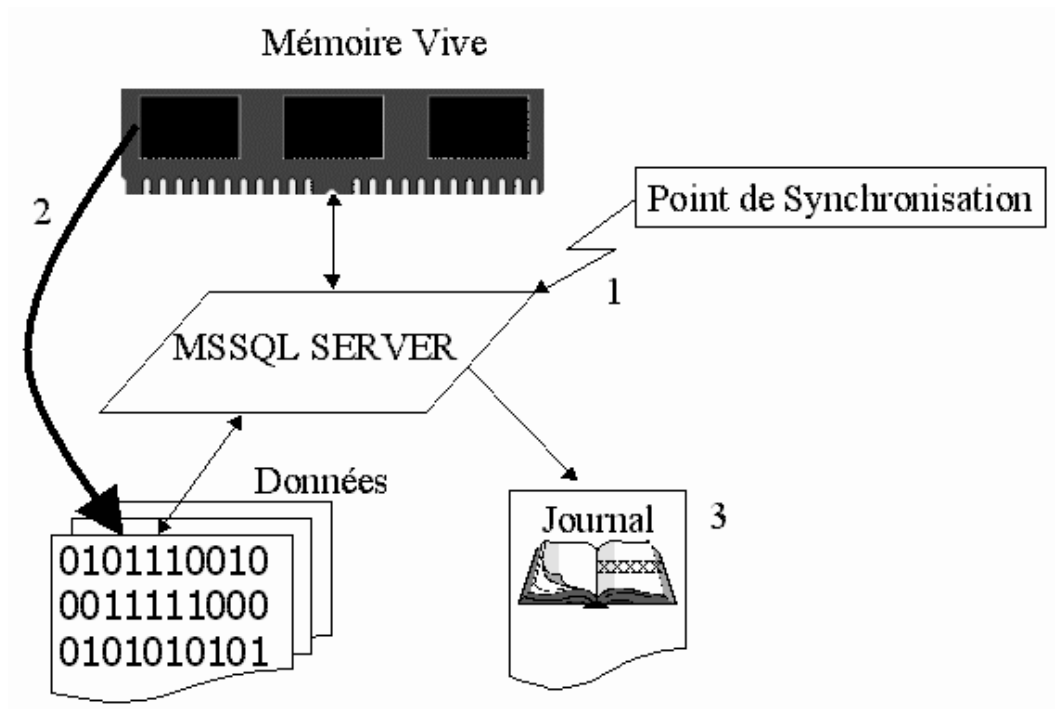 Mémoire Vive
2
Point de Synchronisation
1
MSSQL SERVER
Données
Journal
3
0101110010
0011111000
0101010101